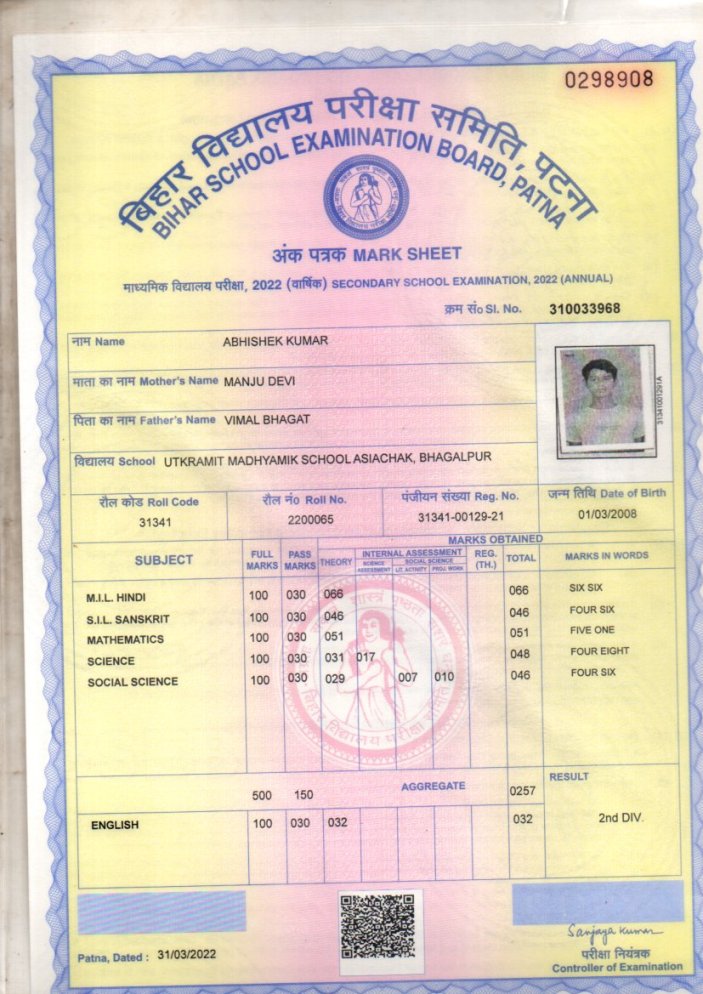 0298908
बिहार विद्यालय परीक्षा समिति, पटना
BIHAR SCHOOL EXAMINATION BOARD, PATNA
अंक पत्रक MARK SHEET
माध्यमिक विद्यालय परीक्षा, 2022 (वार्षिक) SECONDARY SCHOOL EXAMINATION, 2022 (ANNUAL)
क्रम सं० Sl. No. 310033968
नाम Name ABHISHEK KUMAR
माता का नाम Mother's Name MANJU DEVI
पिता का नाम Father's Name VIMAL BHAGAT
विद्यालय School UTKRAMIT MADHYAMIK SCHOOL ASIACHAK, BHAGALPUR
रौल कोड Roll Code रौल नं० Roll No. पंजीयन संख्या Reg. No. जन्म तिथि Date of Birth
31341 2200065 31341-00129-21 01/03/2008
MARKS OBTAINED
SUBJECT FULL MARKS PASS MARKS THEORY INTERNAL ASSESSMENT REG. (TH.) TOTAL MARKS IN WORDS
SCIENCE ASSESSMENT SOCIAL SCIENCE LIT. ACTIVITY PROJ. WORK
M.I.L. HINDI 100 030 066 066 SIX SIX
S.I.L. SANSKRIT 100 030 046 046 FOUR SIX
MATHEMATICS 100 030 051 051 FIVE ONE
SCIENCE 100 030 031 017 048 FOUR EIGHT
SOCIAL SCIENCE 100 030 029 007 010 046 FOUR SIX
500 150 AGGREGATE 0257 RESULT
ENGLISH 100 030 032 032 2nd DIV.
Sanjaya Kumar
Patna, Dated : 31/03/2022
परीक्षा नियंत्रक
Controller of Examination